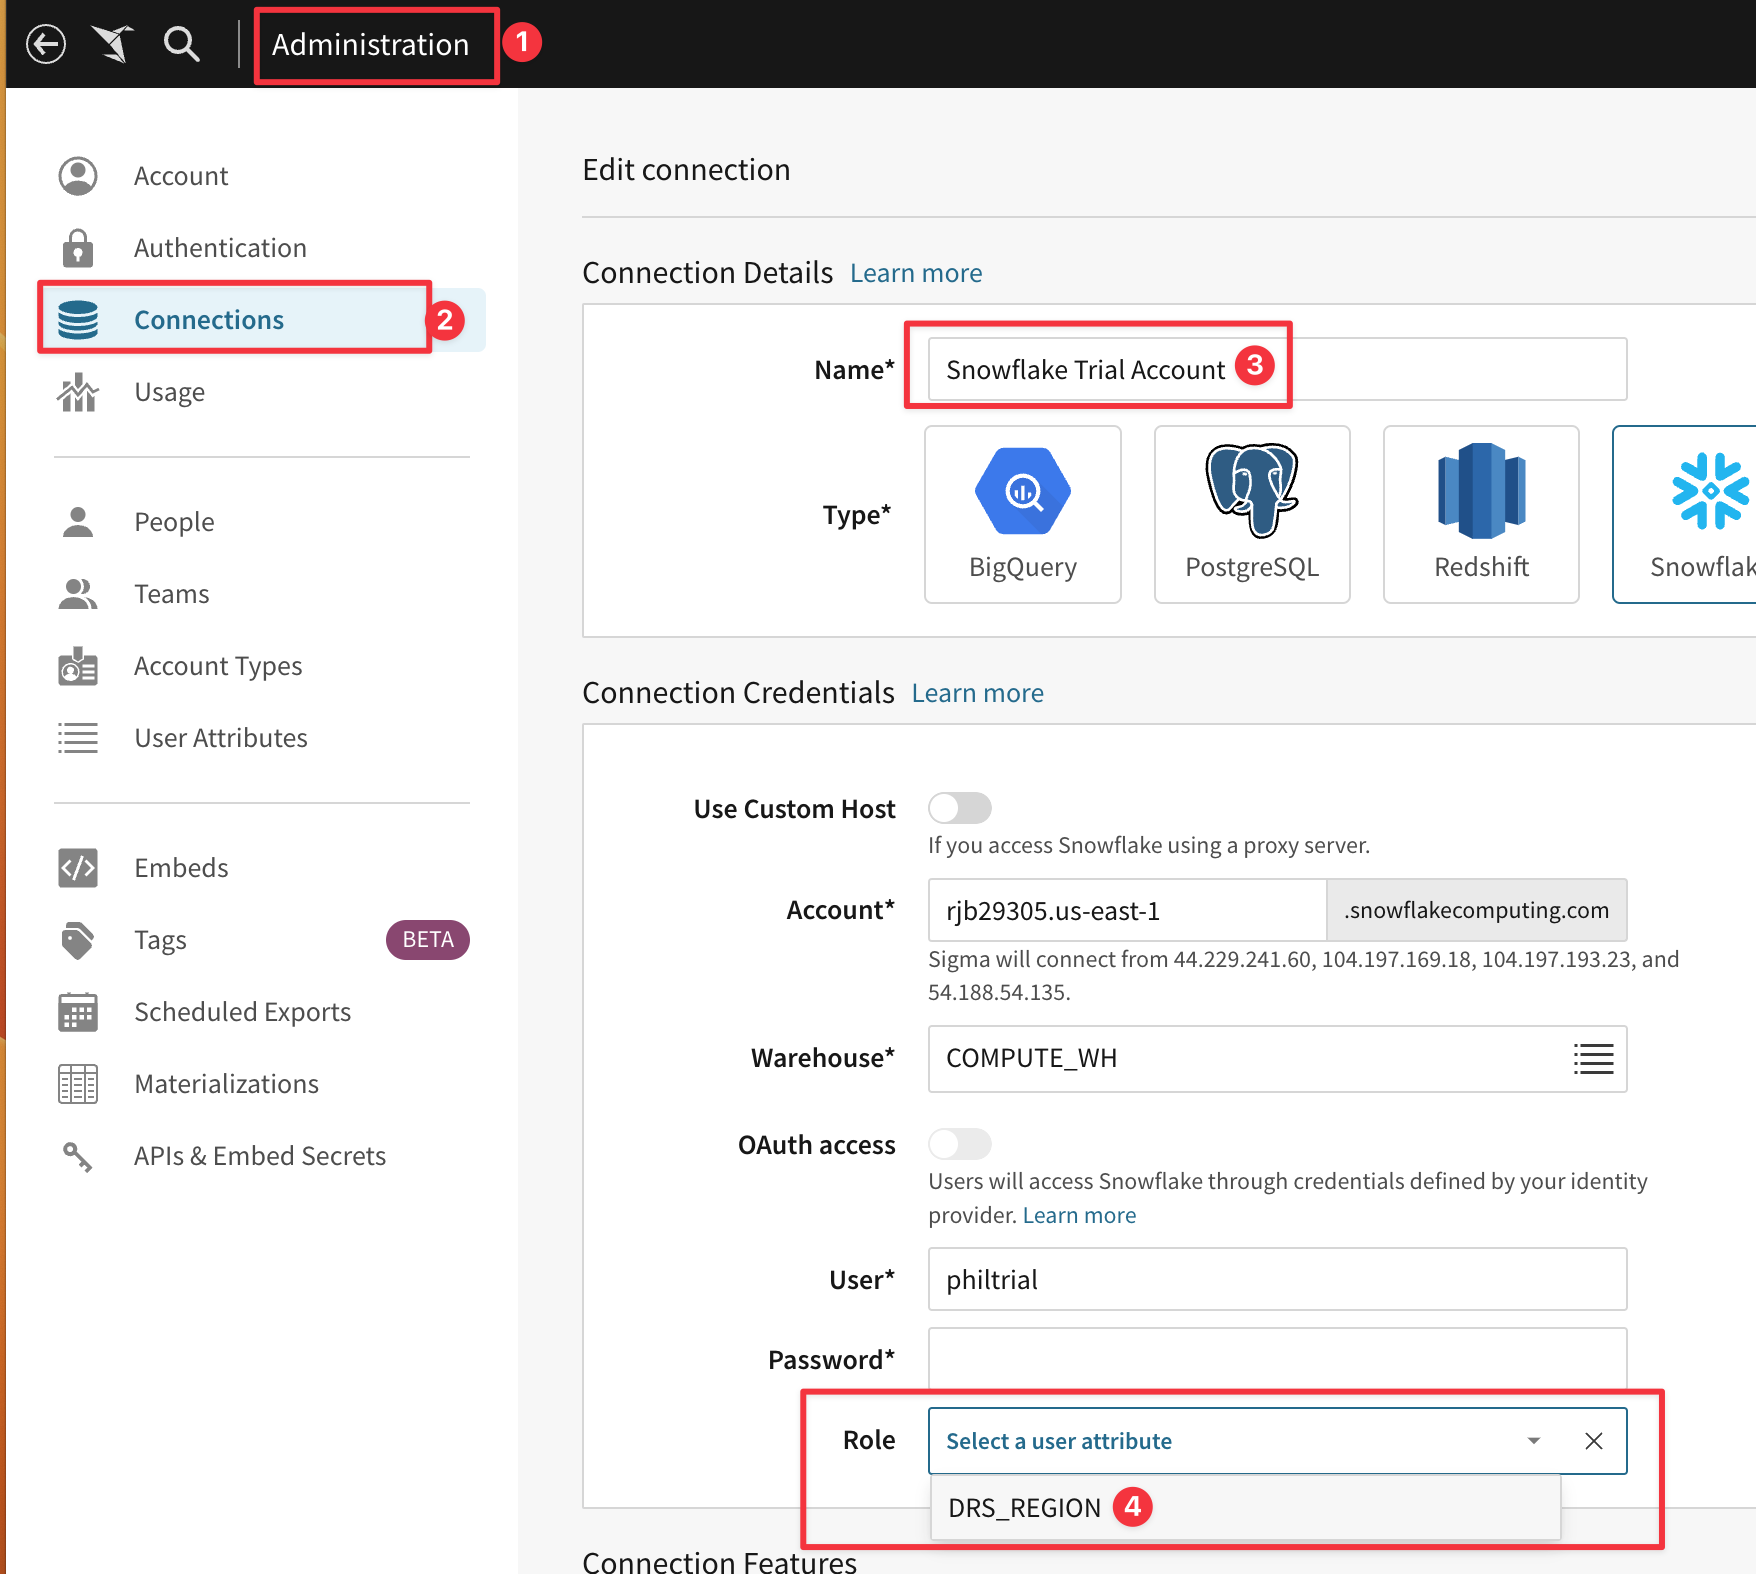 Administration 1
Account
Authentication
Connections 2
Usage
People
Teams
Account Types
User Attributes
Embeds
Tags BETA
Scheduled Exports
Materializations
APIs & Embed Secrets
Edit connection
Connection Details Learn more
Name* Snowflake Trial Account 3
Type*
BigQuery PostgreSQL Redshift Snowflak
Connection Credentials Learn more
Use Custom Host
If you access Snowflake using a proxy server.
Account* rjb29305.us-east-1 .snowflakecomputing.com
Sigma will connect from 44.229.241.60, 104.197.169.18, 104.197.193.23, and
54.188.54.135.
Warehouse* COMPUTE_WH
OAuth access
Users will access Snowflake through credentials defined by your identity
provider. Learn more
User* philtrial
Password*
Role Select a user attribute
DRS_REGION 4
Connection Features